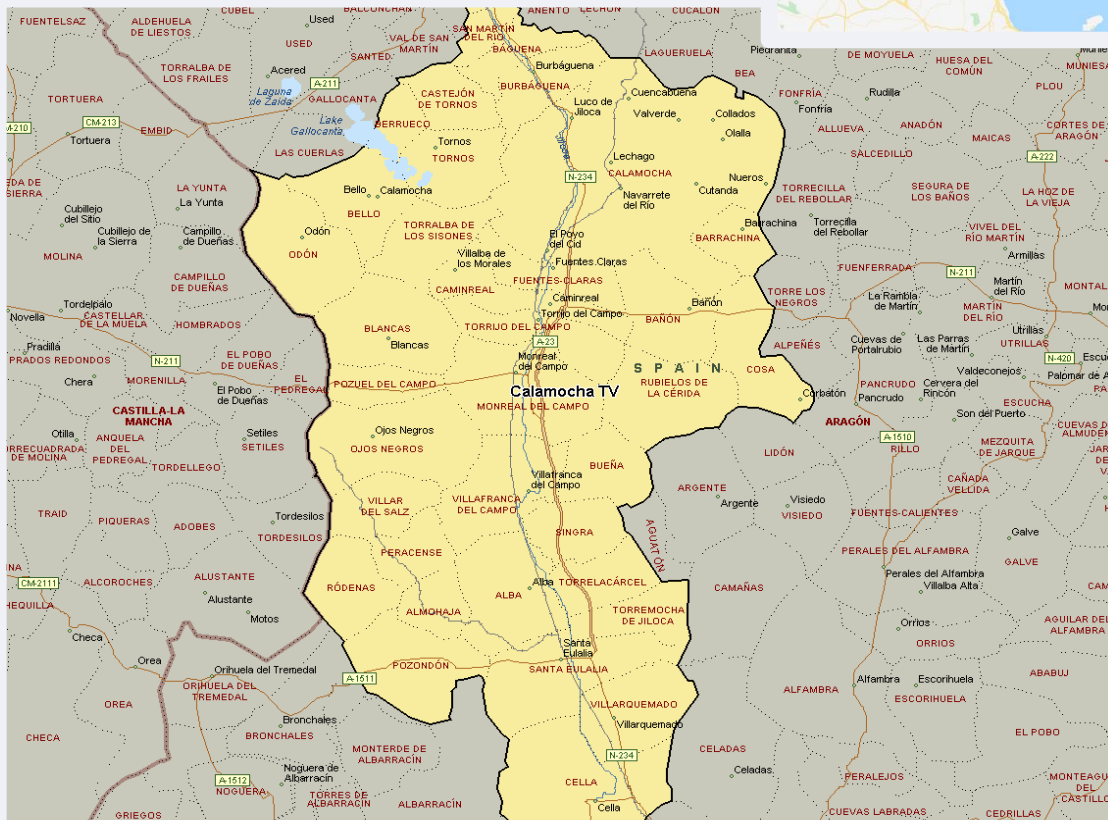 CUBEL
BALCONCHÁN
ANENTO
LECHÓN
CUCALÓN
FUENTELSAZ
ALDEHUELA
DE LIESTOS
Used
SAN MARTÍN
DEL RÍO
VAL DE SAN
MARTÍN
USED
SANTED
BÁGUENA
LAGUERUELA
Piedrahita
DE MOYUELA
HUESA DEL
COMÚN
MUNIESA
TORRALBA DE
LOS FRAILES
Acered
A-211
Burbáguena
BURBÁGUENA
BEA
PLOU
TORTUERA
Laguna
de Zaida
GALLOCANTA
CASTEJÓN
DE TORNOS
Luco de
Jiloca
Cuencabuena
FONFRÍA
Fonfría
Rudilla
Valverde
Collados
CM-210
CM-213
EMBID
Tortuera
Lake
Gallocanta
BERRUECO
Olalla
ALLUEVA
ANADÓN
MAICAS
CORTES DE
ARAGÓN
LAS CUERLAS
Tornos
TORNOS
Lechago
CALAMOCHA
SALCEDILLO
A-222
N-234
LA YUNTA
La Yunta
Bello
Calamocha
BELLO
Navarrete
del Río
Cutanda
Nueros
TORRECILLA
DEL REBOLLAR
SEGURA DE
LOS BAÑOS
LA HOZ DE
LA VIEJA
Cubillejo
del Sitio
Cubillejo de
la Sierra
Campillo
de Dueñas
Odón
ODÓN
TORRALBA DE
LOS SISONES
El Poyo
del Cid
Barrachina
BARRACHINA
Torrecilla
del Rebollar
VIVEL DEL
RÍO MARTÍN
Armillas
MOLINA
Villalba de
los Morales
Fuentes Claras
FUENTES-CLARAS
FUENFERRADA
N-211
Martín
del Río
CAMPILLO
DE DUEÑAS
CAMINREAL
Caminreal
Bañón
BAÑÓN
TORRE LOS
NEGROS
La Rambla
de Martín
MARTÍN
DEL RÍO
Tordelpalo
CASTELLAR
DE LA MUELA
Novella
HOMBRADOS
BLANCAS
Blancas
TORRIJO DEL CAMPO
Torrijo del Campo
A-23
Utrillas
UTRILLAS
Pradilla
PRADOS REDONDOS
N-211
EL POBO
DE DUEÑAS
ALPEÑÉS
Cuevas de
Portalrubio
Las Parras
de Martín
N-420
Chera
MORENILLA
El Pobo
de Dueñas
EL
PEDREGAL
POZUEL DEL CAMPO
Monreal
del Campo
SPAIN
COSA
RUBIELOS DE
LA CÉRIDA
Valdeconejos
PANCRUDO
Pancrudo
Cervera del
Rincón
ESCUCHA
Calamocha TV
Corbatón
CASTILLA-LA
MANCHA
MONREAL DEL CAMPO
ARAGÓN
Son del Puerto
Otilla
ANQUELA
DEL
PEDREGAL
Setiles
SETILES
Ojos Negros
OJOS NEGROS
A-1510
RILLO
MEZQUITA
DE JARQUE
TORDELLEGO
BUEÑA
LIDÓN
CAÑADA
VELLIDA
Villafranca
del Campo
VILLAFRANCA
DEL CAMPO
ARGENTE
Argente
Visiedo
VISIEDO
FUENTES-CALIENTES
TRAID
PIQUERAS
ADOBES
Tordesilos
TORDESILOS
VILLAR
DEL SALZ
SINGRA
AGUATÓN
Galve
GALVE
PERACENSE
PERALES DEL ALFAMBRA
Perales del Alfambra
Villalba Alta
CM-2111
ALCOROCHES
ALUSTANTE
Alustante
RÓDENAS
ALBA
Alba
TORRELACÁRCEL
CAMAÑAS
Motos
ALMOHAJA
TORREMOCHA
DE JILOCA
Orrios
ORRIOS
AGUILAR DEL
ALFAMBRA
Checa
Orea
Orihuela del Tremedal
ORIHUELA DEL
TREMEDAL
POZONDÓN
A-1511
Santa
Eulalia
SANTA EULALIA
ABABUJ
OREA
ALFAMBRA
Alfambra
Escorihuela
ESCORIHUELA
CHECA
Bronchales
BRONCHALES
VILLARQUEMADO
Villarquemado
EL POBO
MONTERDE DE
ALBARRACÍN
N-234
CELADAS
Celadas
Noguera de
Albarracín
A-1512
NOGUERA
TORRES DE
ALBARRACÍN
ALBARRACÍN
CELLA
Cella
PERALEJOS
MONTEAGUDO
DEL
CASTILLO
GRIEGOS
CUEVAS LABRADAS
CEDRILLAS